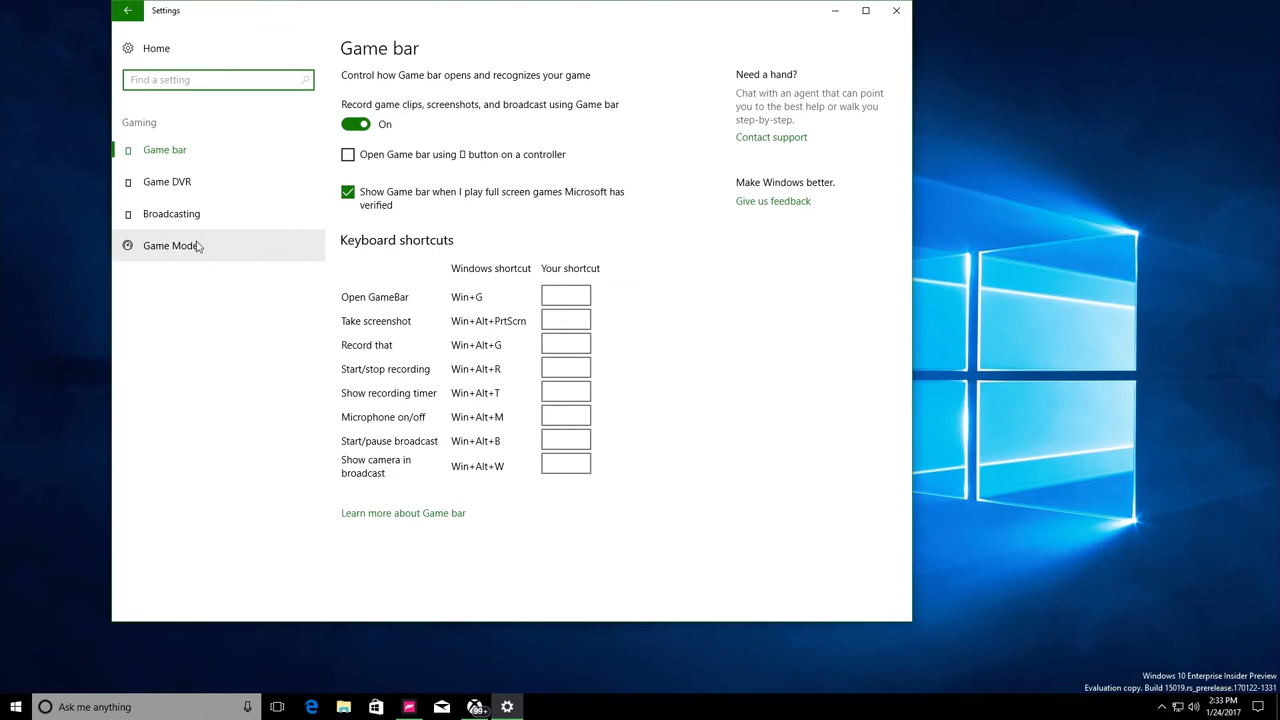 Settings
Home
Find a setting
Gaming
Game bar
Game DVR
Broadcasting
Game Mode
Game bar
Control how Game bar opens and recognizes your game
Record game clips, screenshots, and broadcast using Game bar
On
Open Game bar using ▯ button on a controller
Show Game bar when I play full screen games Microsoft has
verified
Keyboard shortcuts
Windows shortcut Your shortcut
Open GameBar Win+G
Take screenshot Win+Alt+PrtScrn
Record that Win+Alt+G
Start/stop recording Win+Alt+R
Show recording timer Win+Alt+T
Microphone on/off Win+Alt+M
Start/pause broadcast Win+Alt+B
Show camera in
broadcast Win+Alt+W
Learn more about Game bar
Need a hand?
Chat with an agent that can point
you to the best help or walk you
step-by-step.
Contact support
Make Windows better.
Give us feedback
Windows 10 Enterprise Insider Preview
Evaluation copy. Build 15019.rs_prerelease.170122-1331
Ask me anything
99+
2:33 PM
1/24/2017